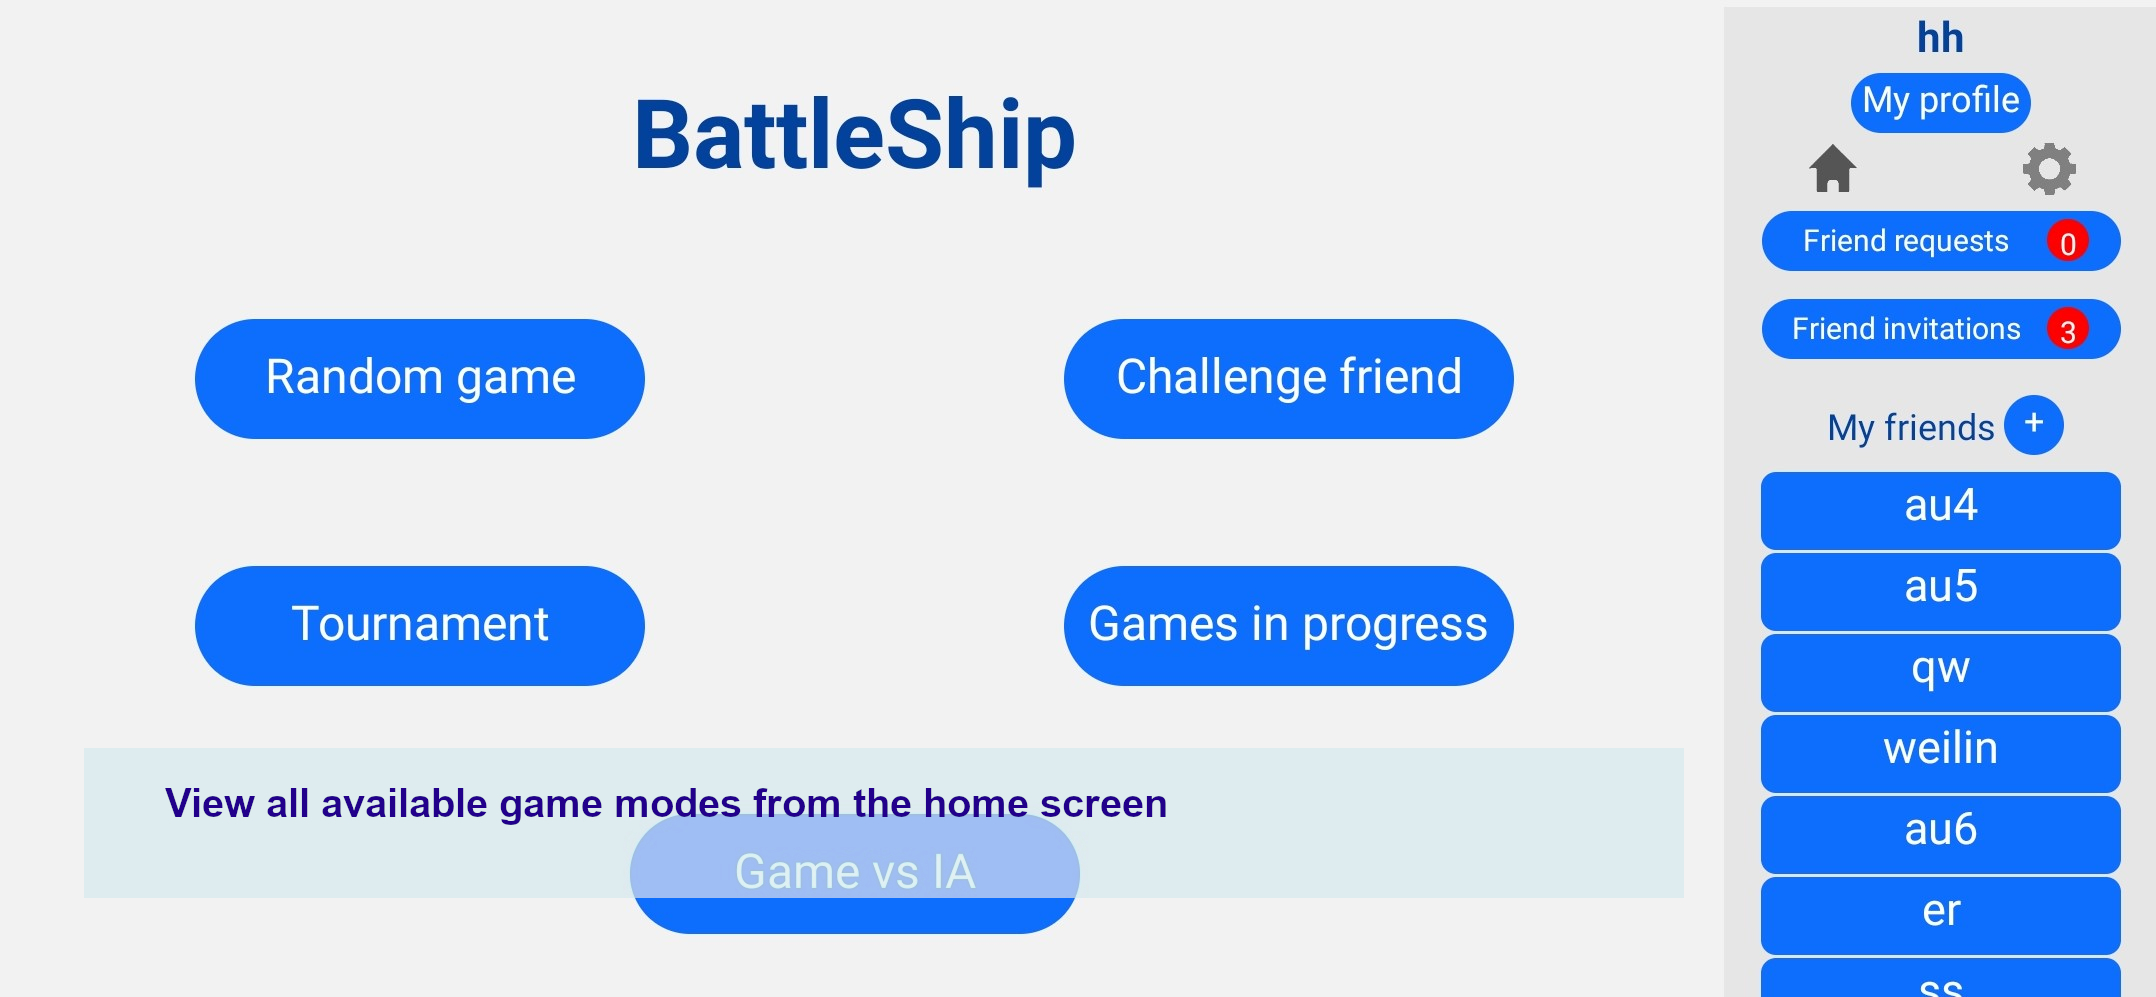 BattleShip
Random game
Challenge friend
Tournament
Games in progress
View all available game modes from the home screen
Game vs IA
hh
My profile
Friend requests 0
Friend invitations 3
My friends +
au4
au5
qw
weilin
au6
er
ss